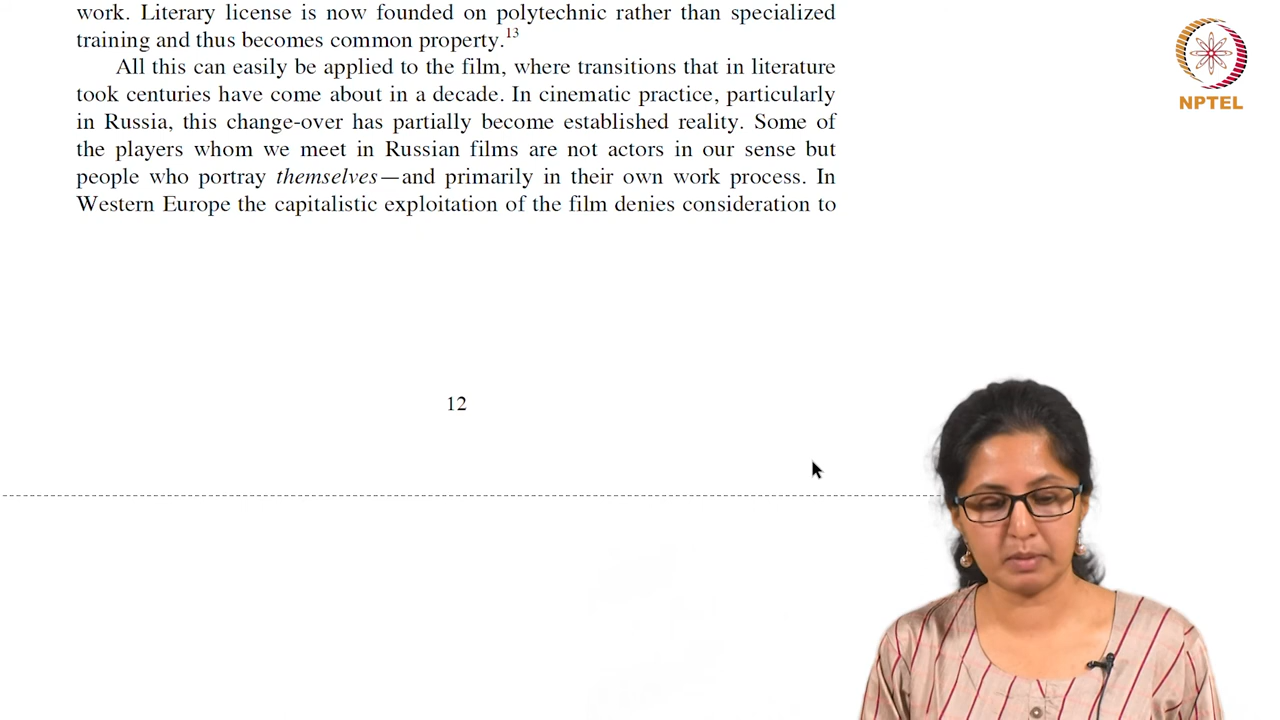 work. Literary license is now founded on polytechnic rather than specialized
training and thus becomes common property.13
All this can easily be applied to the film, where transitions that in literature
took centuries have come about in a decade. In cinematic practice, particularly
in Russia, this change-over has partially become established reality. Some of
the players whom we meet in Russian films are not actors in our sense but
people who portray themselves—and primarily in their own work process. In
Western Europe the capitalistic exploitation of the film denies consideration to
12
NPTEL